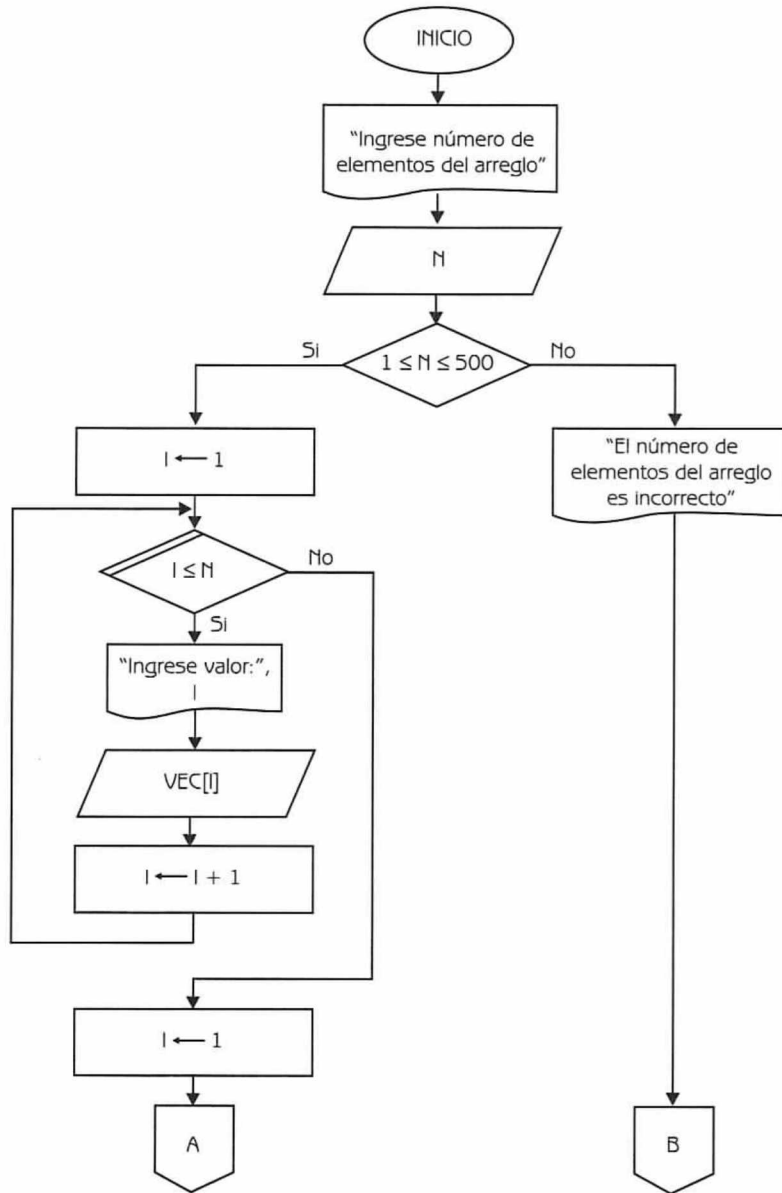 INICIO
“Ingrese número de
elementos del arreglo”
N
1 ≤ N ≤ 500
Si
No
I ← 1
I ≤ N
No
Si
“Ingrese valor:”,
I
VEC[I]
I ← I + 1
I ← 1
A
“El número de
elementos del arreglo
es incorrecto”
B